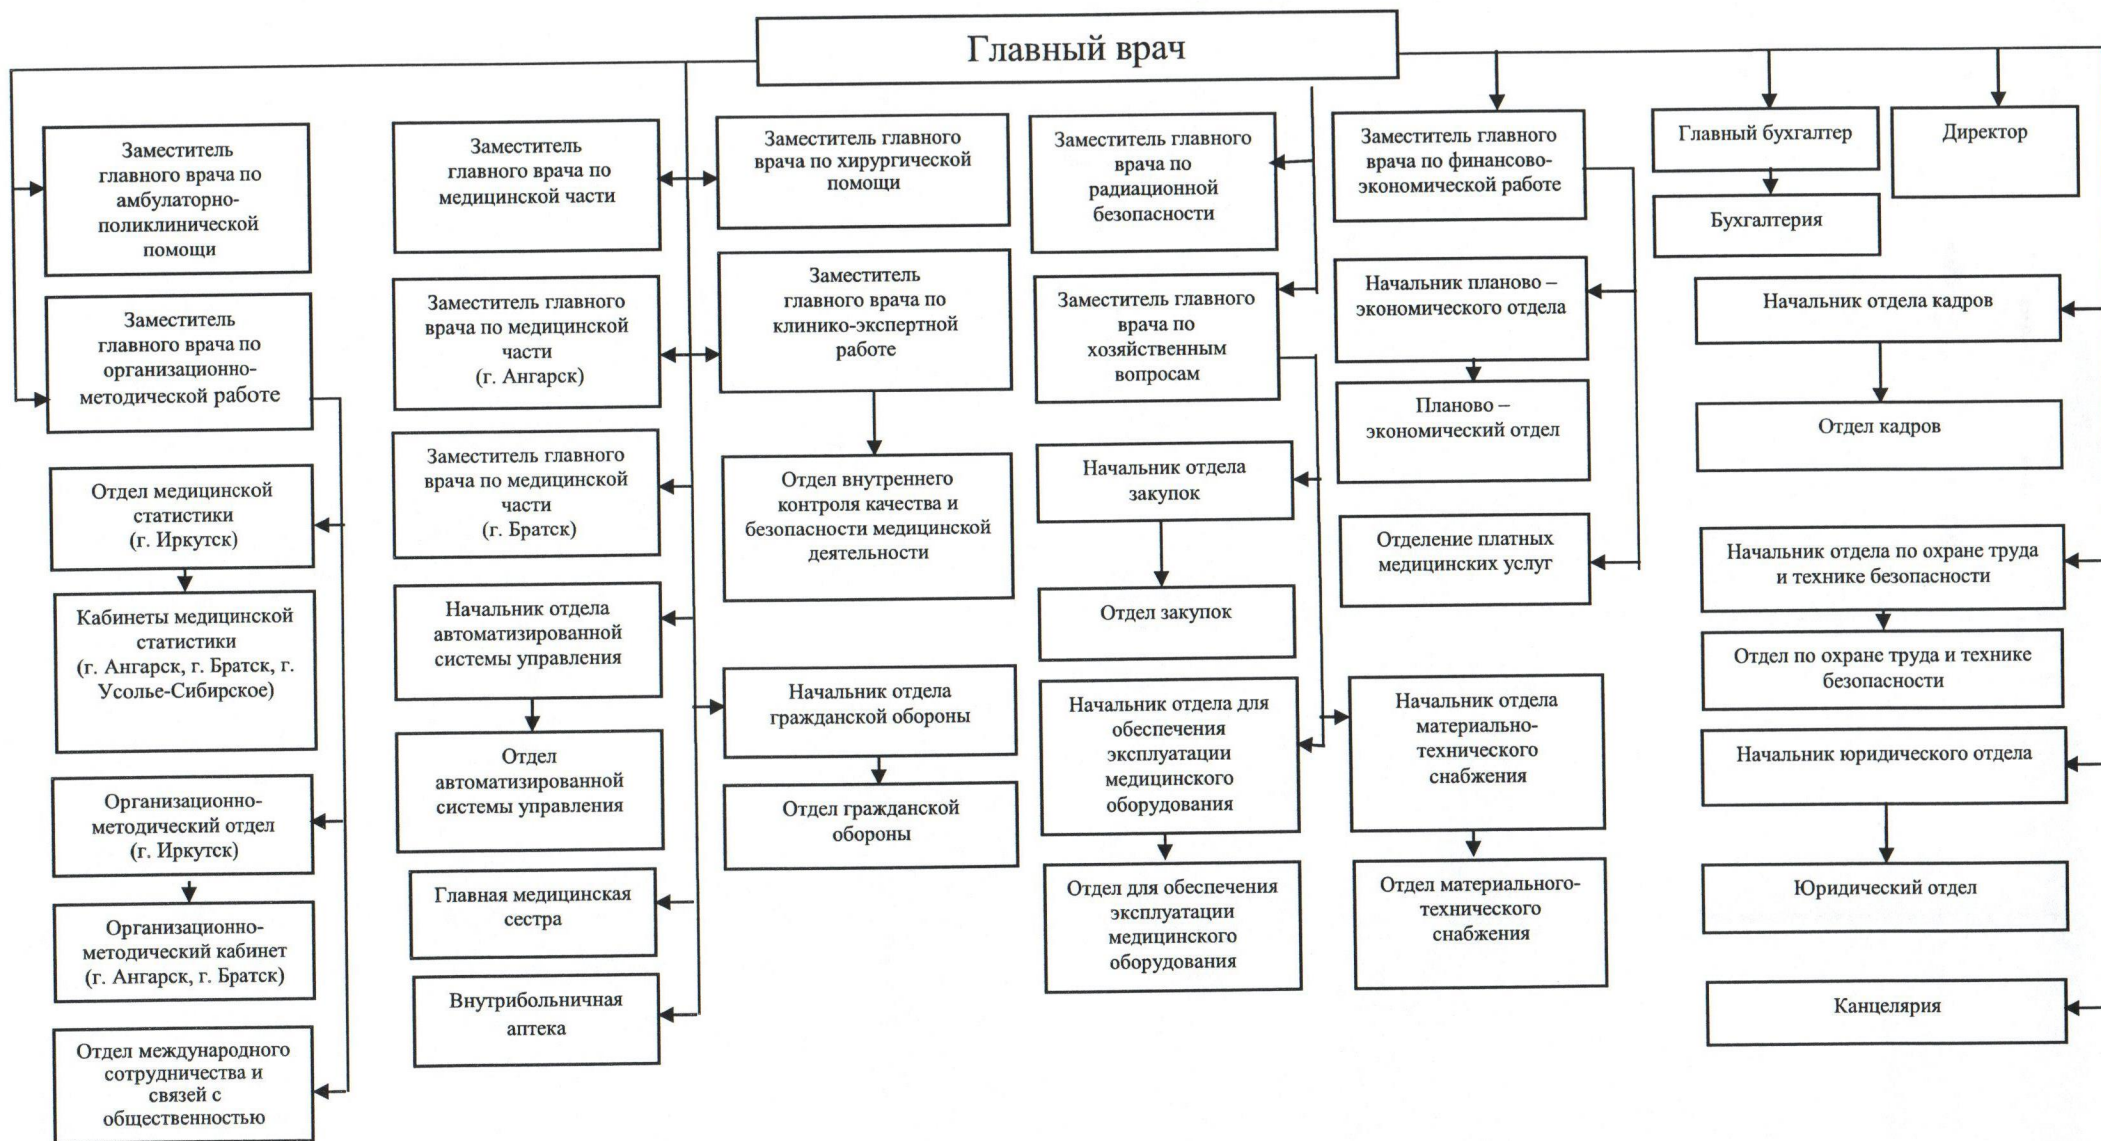 Главный врач
Заместитель
главного врача по
амбулаторно-
поликлинической
помощи
Заместитель
главного врача по
организационно-
методической работе
Отдел медицинской
статистики
(г. Иркутск)
Кабинеты медицинской
статистики
(г. Ангарск, г. Братск, г.
Усолье-Сибирское)
Организационно-
методический отдел
(г. Иркутск)
Организационно-
методический кабинет
(г. Ангарск, г. Братск)
Отдел международного
сотрудничества и
связей с
общественностью
Заместитель
главного врача по
медицинской части
Заместитель главного
врача по медицинской
части
(г. Ангарск)
Заместитель главного
врача по медицинской
части
(г. Братск)
Начальник отдела
автоматизированной
системы управления
Отдел
автоматизированной
системы управления
Главная медицинская
сестра
Внутрибольничная
аптека
Заместитель главного
врача по хирургической
помощи
Заместитель
главного врача по
клинико-экспертной
работе
Отдел внутреннего
контроля качества и
безопасности медицинской
деятельности
Начальник отдела
гражданской обороны
Отдел гражданской
обороны
Заместитель главного
врача по
радиационной
безопасности
Заместитель главного
врача по
хозяйственным
вопросам
Начальник отдела
закупок
Отдел закупок
Начальник отдела для
обеспечения
эксплуатации
медицинского
оборудования
Отдел для обеспечения
эксплуатации
медицинского
оборудования
Заместитель главного
врача по финансово-
экономической работе
Начальник планово –
экономического отдела
Планово –
экономический отдел
Отделение платных
медицинских услуг
Начальник отдела
материально-
технического
снабжения
Отдел материального-
технического
снабжения
Главный бухгалтер
Бухгалтерия
Директор
Начальник отдела кадров
Отдел кадров
Начальник отдела по охране труда
и технике безопасности
Отдел по охране труда и технике
безопасности
Начальник юридического отдела
Юридический отдел
Канцелярия